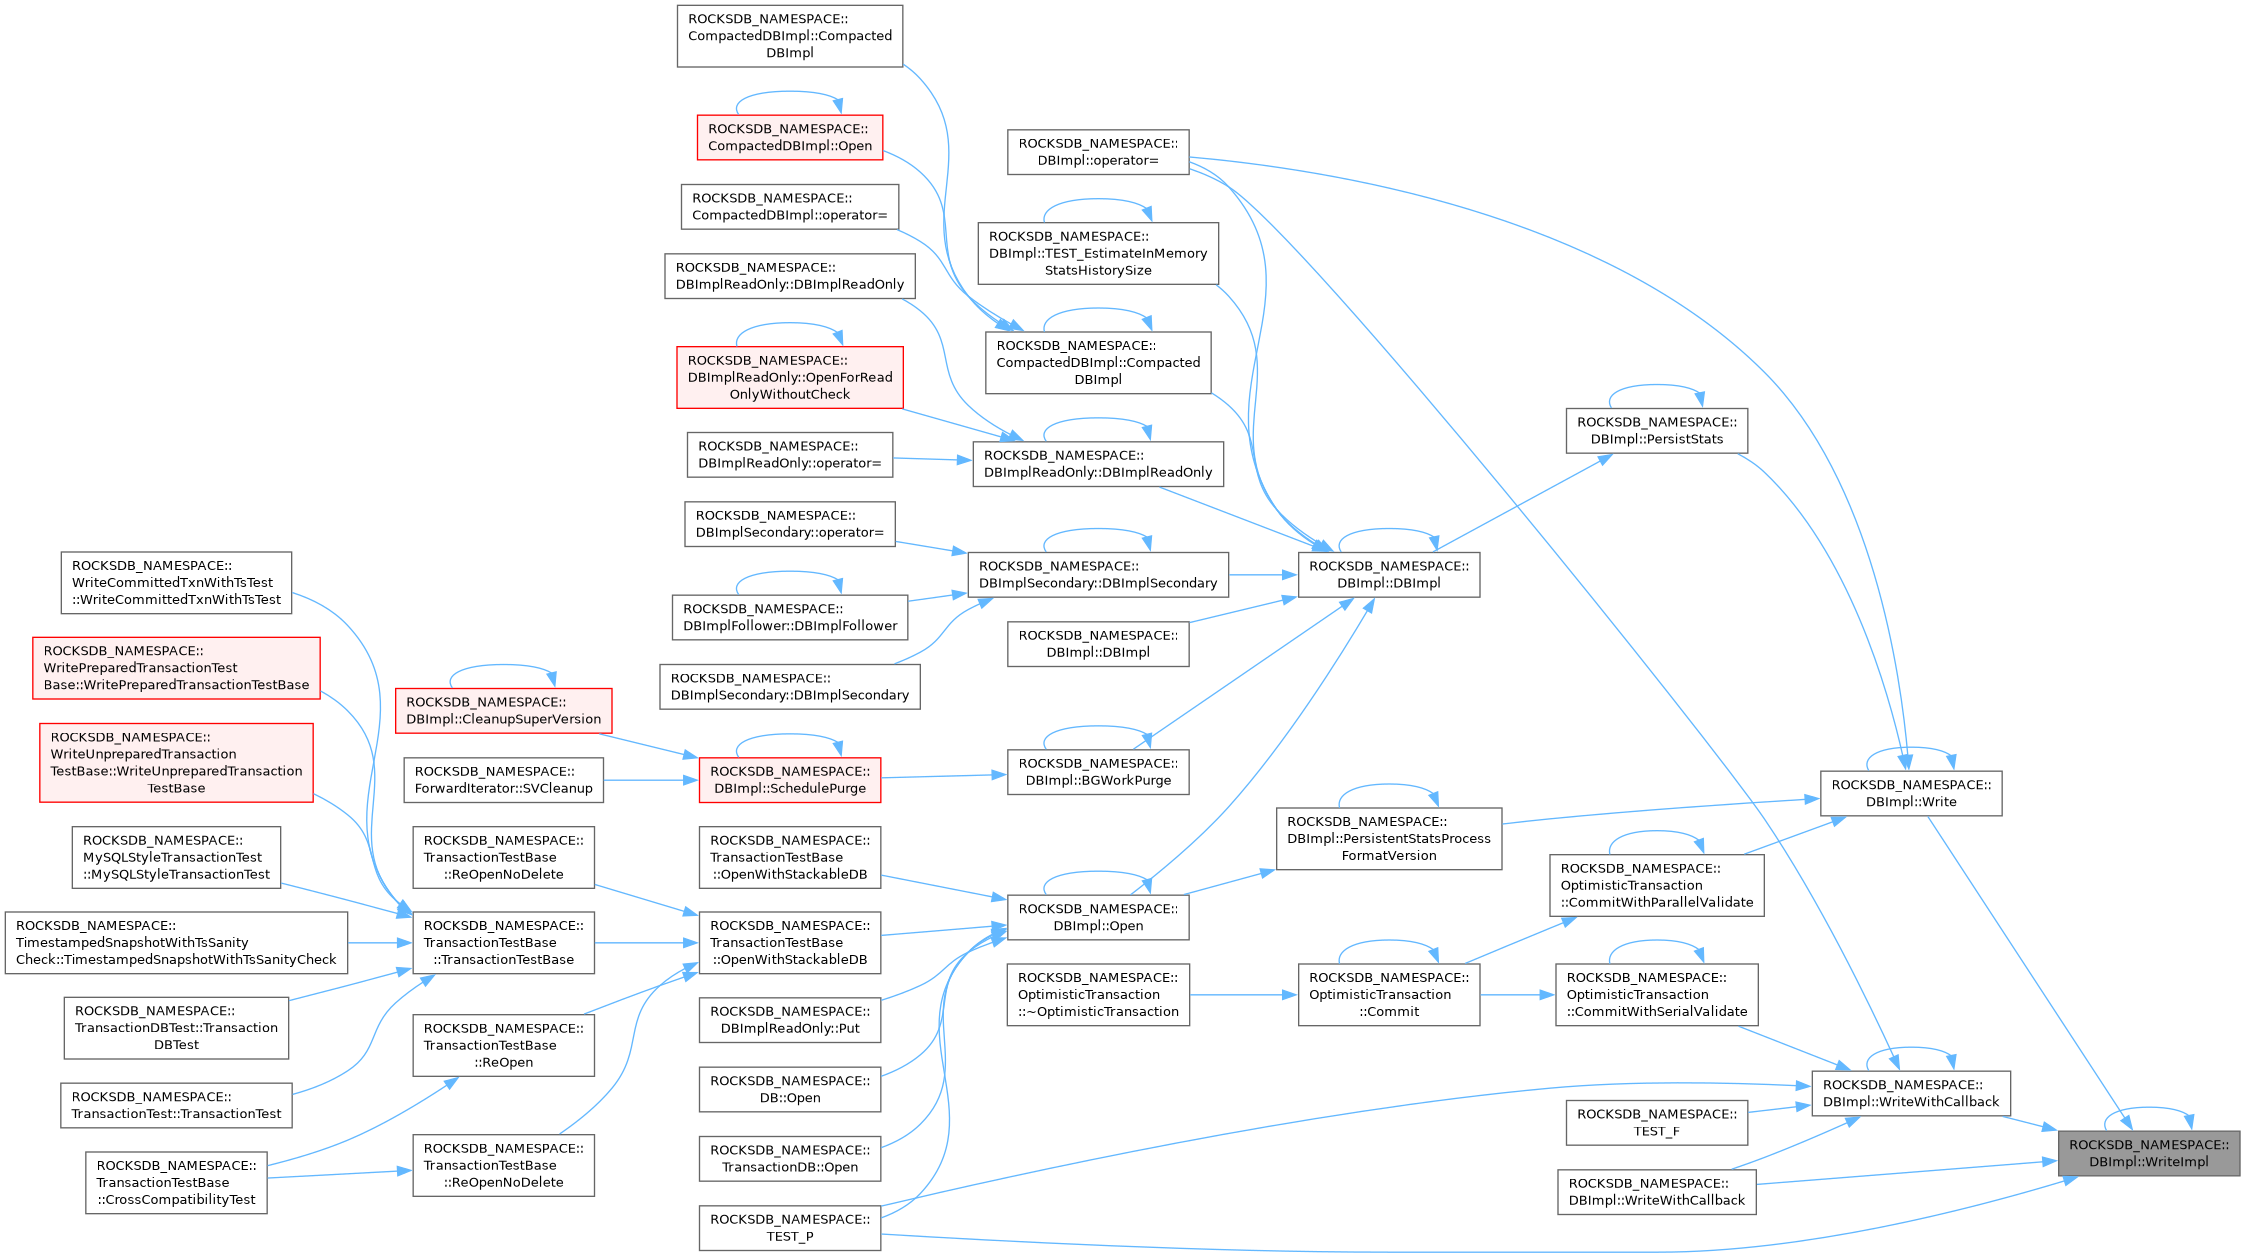 ROCKSDB_NAMESPACE::
CompactedDBImpl::Compacted
DBImpl
ROCKSDB_NAMESPACE::
CompactedDBImpl::Open
ROCKSDB_NAMESPACE::
CompactedDBImpl::operator=
ROCKSDB_NAMESPACE::
DBImplReadOnly::DBImplReadOnly
ROCKSDB_NAMESPACE::
DBImplReadOnly::OpenForRead
OnlyWithoutCheck
ROCKSDB_NAMESPACE::
DBImplReadOnly::operator=
ROCKSDB_NAMESPACE::
DBImplSecondary::operator=
ROCKSDB_NAMESPACE::
DBImplFollower::DBImplFollower
ROCKSDB_NAMESPACE::
DBImplSecondary::DBImplSecondary
ROCKSDB_NAMESPACE::
DBImpl::operator=
ROCKSDB_NAMESPACE::
DBImpl::TEST_EstimateInMemory
StatsHistorySize
ROCKSDB_NAMESPACE::
CompactedDBImpl::Compacted
DBImpl
ROCKSDB_NAMESPACE::
DBImplReadOnly::DBImplReadOnly
ROCKSDB_NAMESPACE::
DBImplSecondary::DBImplSecondary
ROCKSDB_NAMESPACE::
DBImpl::DBImpl
ROCKSDB_NAMESPACE::
DBImpl::BGWorkPurge
ROCKSDB_NAMESPACE::
DBImpl::Open
ROCKSDB_NAMESPACE::
OptimisticTransaction
::~OptimisticTransaction
ROCKSDB_NAMESPACE::
DBImpl::DBImpl
ROCKSDB_NAMESPACE::
DBImpl::PersistStats
ROCKSDB_NAMESPACE::
DBImpl::PersistentStatsProcess
FormatVersion
ROCKSDB_NAMESPACE::
OptimisticTransaction
::CommitWithParallelValidate
ROCKSDB_NAMESPACE::
OptimisticTransaction
::Commit
ROCKSDB_NAMESPACE::
OptimisticTransaction
::CommitWithSerialValidate
ROCKSDB_NAMESPACE::
DBImpl::Write
ROCKSDB_NAMESPACE::
DBImpl::WriteWithCallback
ROCKSDB_NAMESPACE::
TEST_F
ROCKSDB_NAMESPACE::
DBImpl::WriteWithCallback
ROCKSDB_NAMESPACE::
DBImpl::WriteImpl
ROCKSDB_NAMESPACE::
WriteCommittedTxnWithTsTest
::WriteCommittedTxnWithTsTest
ROCKSDB_NAMESPACE::
WritePreparedTransactionTest
Base::WritePreparedTransactionTestBase
ROCKSDB_NAMESPACE::
WriteUnpreparedTransaction
TestBase::WriteUnpreparedTransaction
TestBase
ROCKSDB_NAMESPACE::
MySQLStyleTransactionTest
::MySQLStyleTransactionTest
ROCKSDB_NAMESPACE::
TimestampedSnapshotWithTsSanity
Check::TimestampedSnapshotWithTsSanityCheck
ROCKSDB_NAMESPACE::
TransactionDBTest::Transaction
DBTest
ROCKSDB_NAMESPACE::
TransactionTest::TransactionTest
ROCKSDB_NAMESPACE::
TransactionTestBase
::CrossCompatibilityTest
ROCKSDB_NAMESPACE::
DBImpl::CleanupSuperVersion
ROCKSDB_NAMESPACE::
ForwardIterator::SVCleanup
ROCKSDB_NAMESPACE::
TransactionTestBase
::ReOpenNoDelete
ROCKSDB_NAMESPACE::
TransactionTestBase
::TransactionTestBase
ROCKSDB_NAMESPACE::
TransactionTestBase
::ReOpen
ROCKSDB_NAMESPACE::
TransactionTestBase
::ReOpenNoDelete
ROCKSDB_NAMESPACE::
DBImpl::SchedulePurge
ROCKSDB_NAMESPACE::
TransactionTestBase
::OpenWithStackableDB
ROCKSDB_NAMESPACE::
TransactionTestBase
::OpenWithStackableDB
ROCKSDB_NAMESPACE::
DBImplReadOnly::Put
ROCKSDB_NAMESPACE::
DB::Open
ROCKSDB_NAMESPACE::
TransactionDB::Open
ROCKSDB_NAMESPACE::
TEST_P